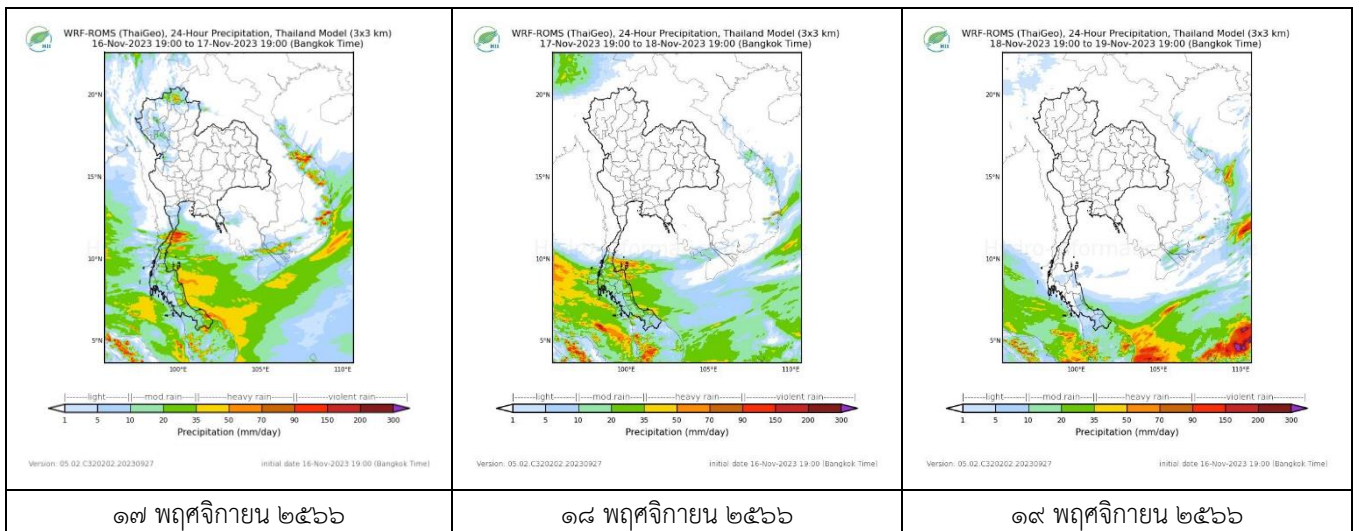 WRF-ROMS (ThaiGeo), 24-Hour Precipitation, Thailand Model (3x3 km)
16-Nov-2023 19:00 to 17-Nov-2023 19:00 (Bangkok Time)
20°N
15°N
10°N
5°N
100°E 105°E 110°E
|-------light-------||----mod rain----||-------heavy rain-------||-------violent rain-------|
1 5 10 20 35 50 70 90 150 200 300
Precipitation (mm/day)
Version: 05.02.C320202.20230927 initial date 16-Nov-2023 19:00 (Bangkok Time)
๑๗ พฤศจิกายน ๒๕๖๖
WRF-ROMS (ThaiGeo), 24-Hour Precipitation, Thailand Model (3x3 km)
17-Nov-2023 19:00 to 18-Nov-2023 19:00 (Bangkok Time)
20°N
15°N
10°N
5°N
100°E 105°E 110°E
|-------light-------||----mod rain----||-------heavy rain-------||-------violent rain-------|
1 5 10 20 35 50 70 90 150 200 300
Precipitation (mm/day)
Version: 05.02.C320202.20230927 initial date 16-Nov-2023 19:00 (Bangkok Time)
๑๘ พฤศจิกายน ๒๕๖๖
WRF-ROMS (ThaiGeo), 24-Hour Precipitation, Thailand Model (3x3 km)
18-Nov-2023 19:00 to 19-Nov-2023 19:00 (Bangkok Time)
20°N
15°N
10°N
5°N
100°E 105°E 110°E
|-------light-------||----mod rain----||-------heavy rain-------||-------violent rain-------|
1 5 10 20 35 50 70 90 150 200 300
Precipitation (mm/day)
Version: 05.02.C320202.20230927 initial date 16-Nov-2023 19:00 (Bangkok Time)
๑๙ พฤศจิกายน ๒๕๖๖